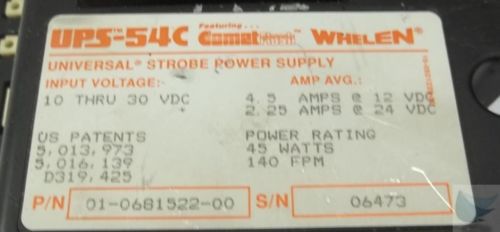 Featuring...
UPS™-54C Cometflash™ WHELEN®
UNIVERSAL® STROBE POWER SUPPLY
INPUT VOLTAGE: AMP AVG.:
10 THRU 30 VDC 4.5 AMPS @ 12 VDC
2.25 AMPS @ 24 VDC
US PATENTS POWER RATING
5,013,973 45 WATTS
5,016,139 140 FPM
D319,425
P/N 01-0681522-00 S/N 06473